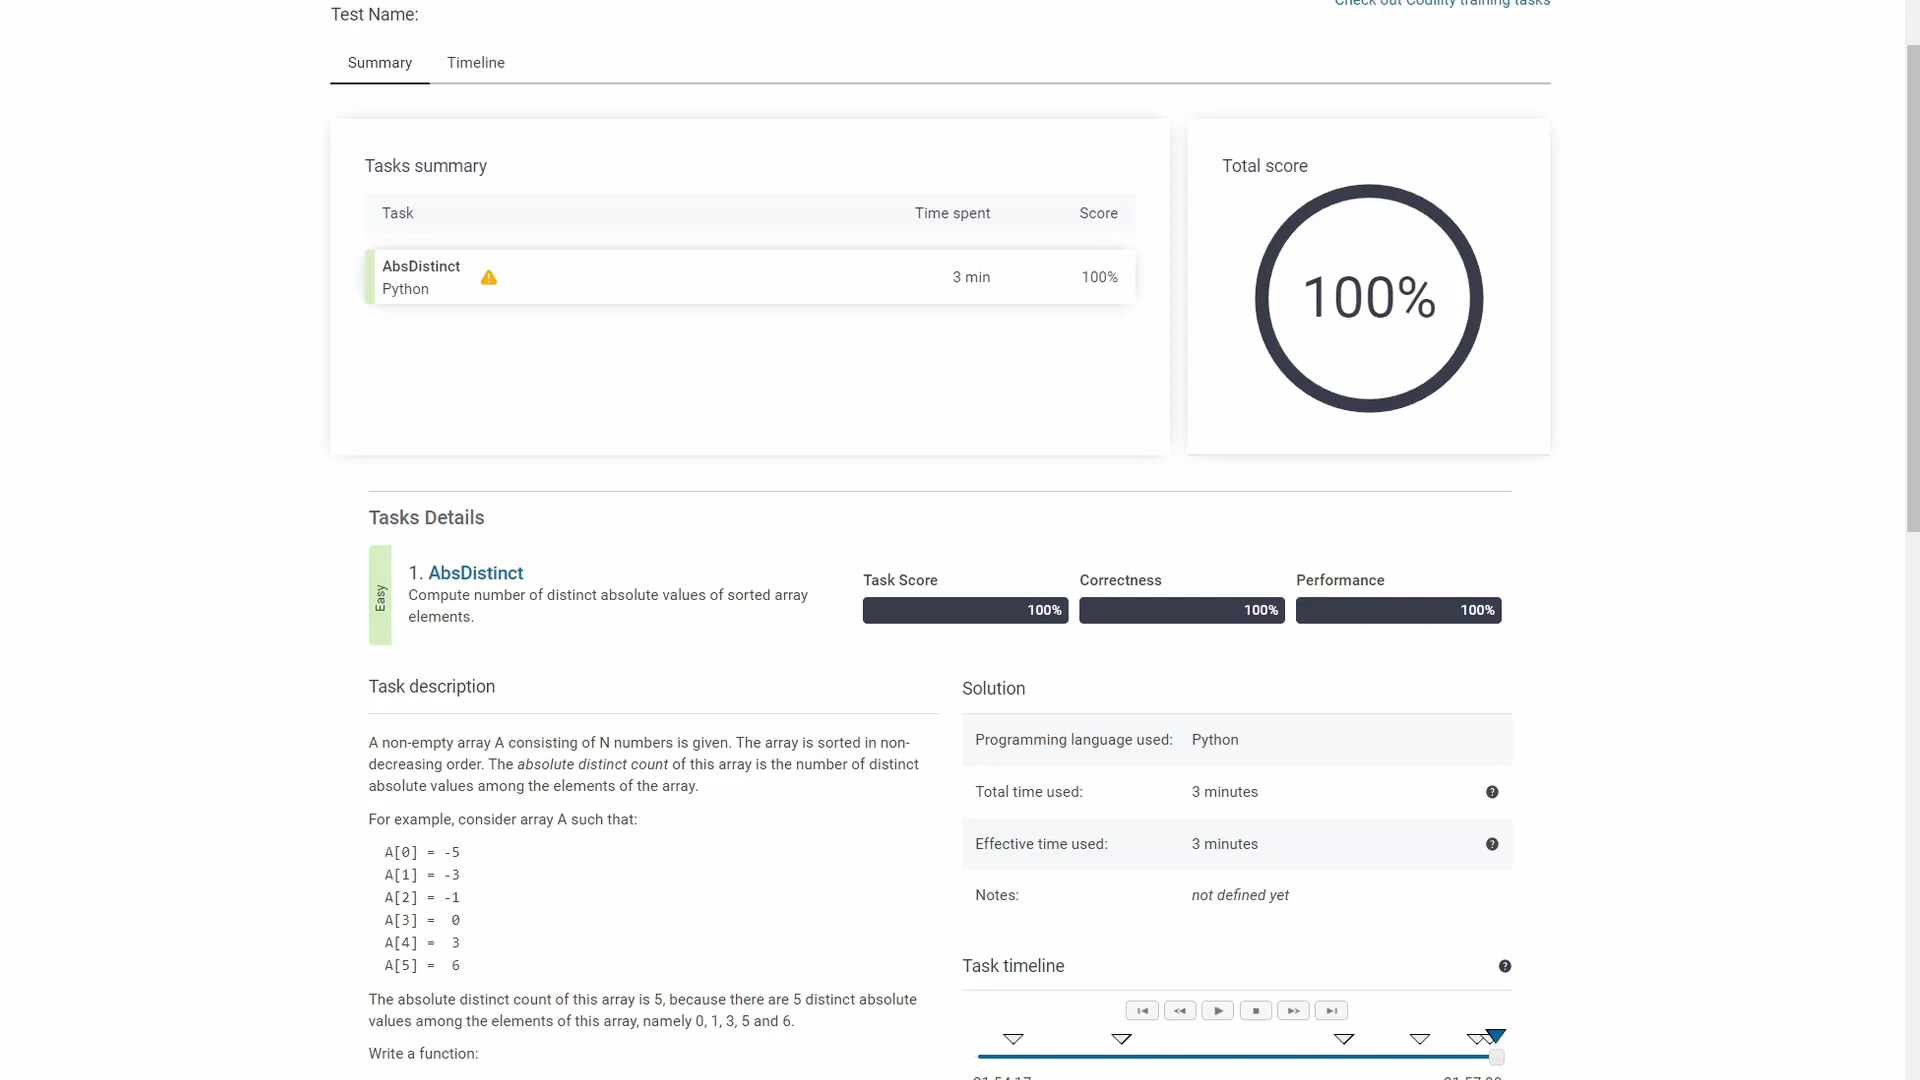 Check out Codility training tasks
Test Name:
Summary Timeline
Tasks summary
Total score
Task Time spent Score
AbsDistinct
Python
3 min 100%
100%
Tasks Details
Easy
1. AbsDistinct
Compute number of distinct absolute values of sorted array
elements.
Task Score Correctness Performance
100% 100% 100%
Task description
A non-empty array A consisting of N numbers is given. The array is sorted in non-
decreasing order. The absolute distinct count of this array is the number of distinct
absolute values among the elements of the array.
For example, consider array A such that:
A[0] = -5
A[1] = -3
A[2] = -1
A[3] = 0
A[4] = 3
A[5] = 6
The absolute distinct count of this array is 5, because there are 5 distinct absolute
values among the elements of this array, namely 0, 1, 3, 5 and 6.
Write a function:
Solution
Programming language used: Python
Total time used: 3 minutes
Effective time used: 3 minutes
Notes: not defined yet
Task timeline